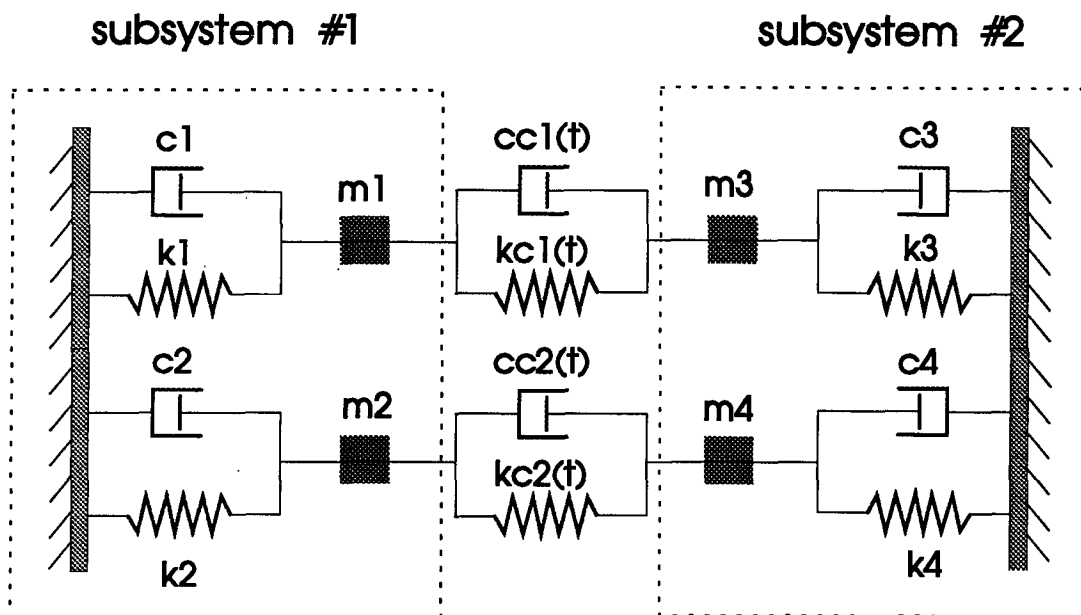 subsystem #1
subsystem #2
c1
cc1(t)
c3
m1
m3
k1
kc1(t)
k3
c2
cc2(t)
c4
m2
m4
kc2(t)
k2
k4